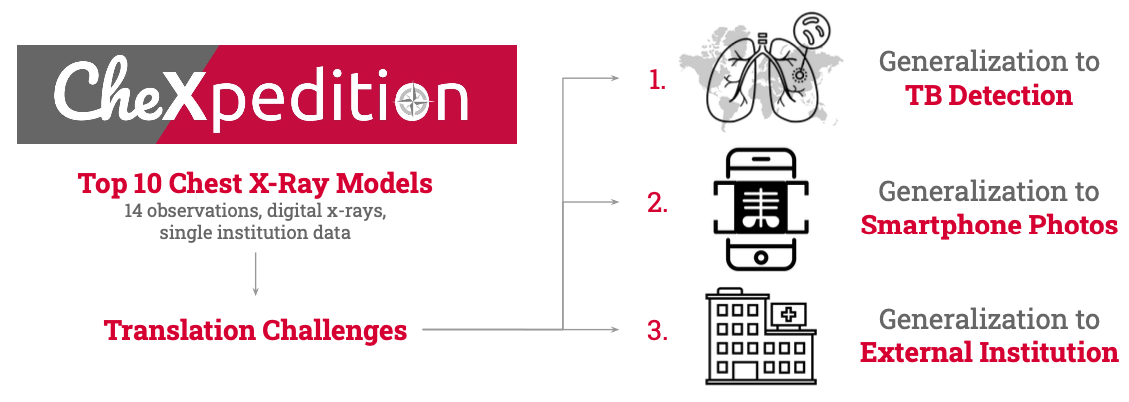 CheXpedition
Top 10 Chest X-Ray Models
14 observations, digital x-rays,
single institution data
Translation Challenges
1.
Generalization to
TB Detection
2.
Generalization to
Smartphone Photos
3.
Generalization to
External Institution